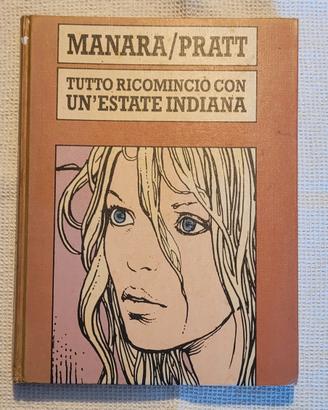 MANARA/PRATT
TUTTO RICOMINCIÒ CON
UN'ESTATE INDIANA